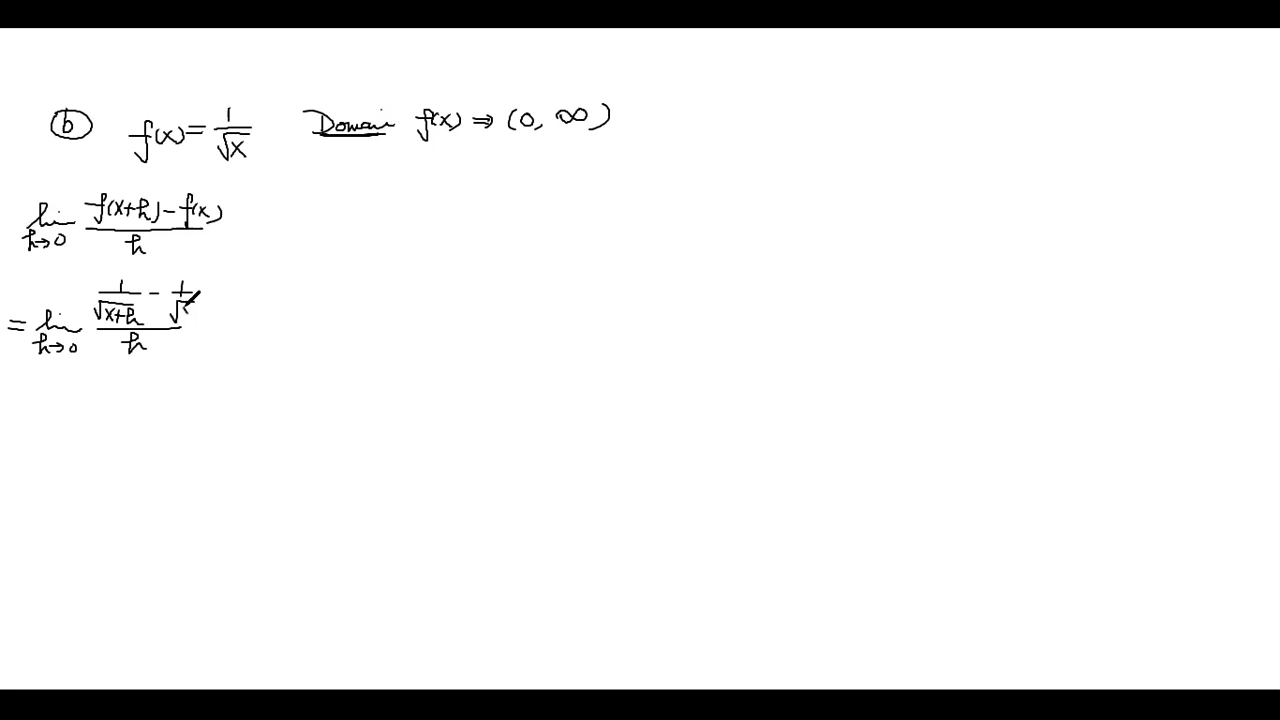 ⓑ f(x) = 1/√x Domain f(x) ⇒ (0, ∞)
lim h→0 (f(x+h) - f(x))/h
= lim h→0 (1/√(x+h) - 1/√)/h